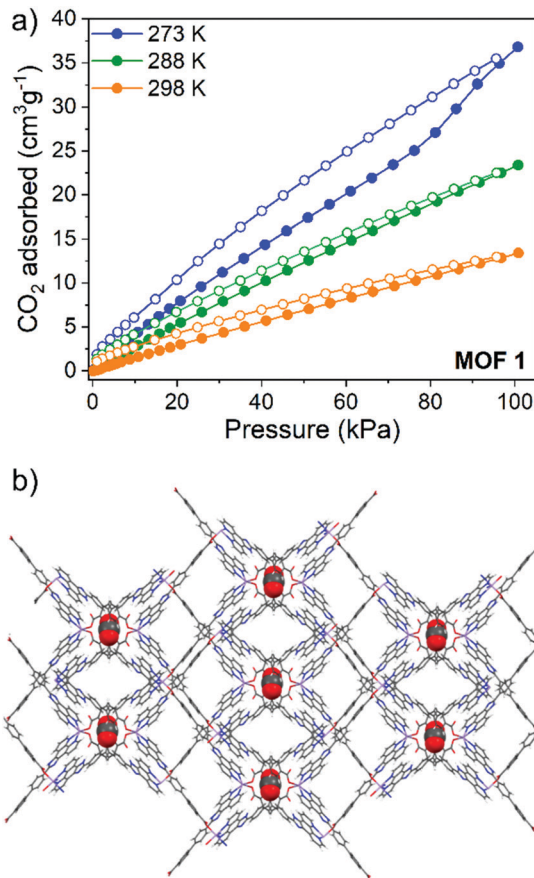 a)
40
35
30
25
20
15
10
5
0
273 K
288 K
298 K
CO₂ adsorbed (cm³g⁻¹)
MOF 1
0 20 40 60 80 100
Pressure (kPa)
b)